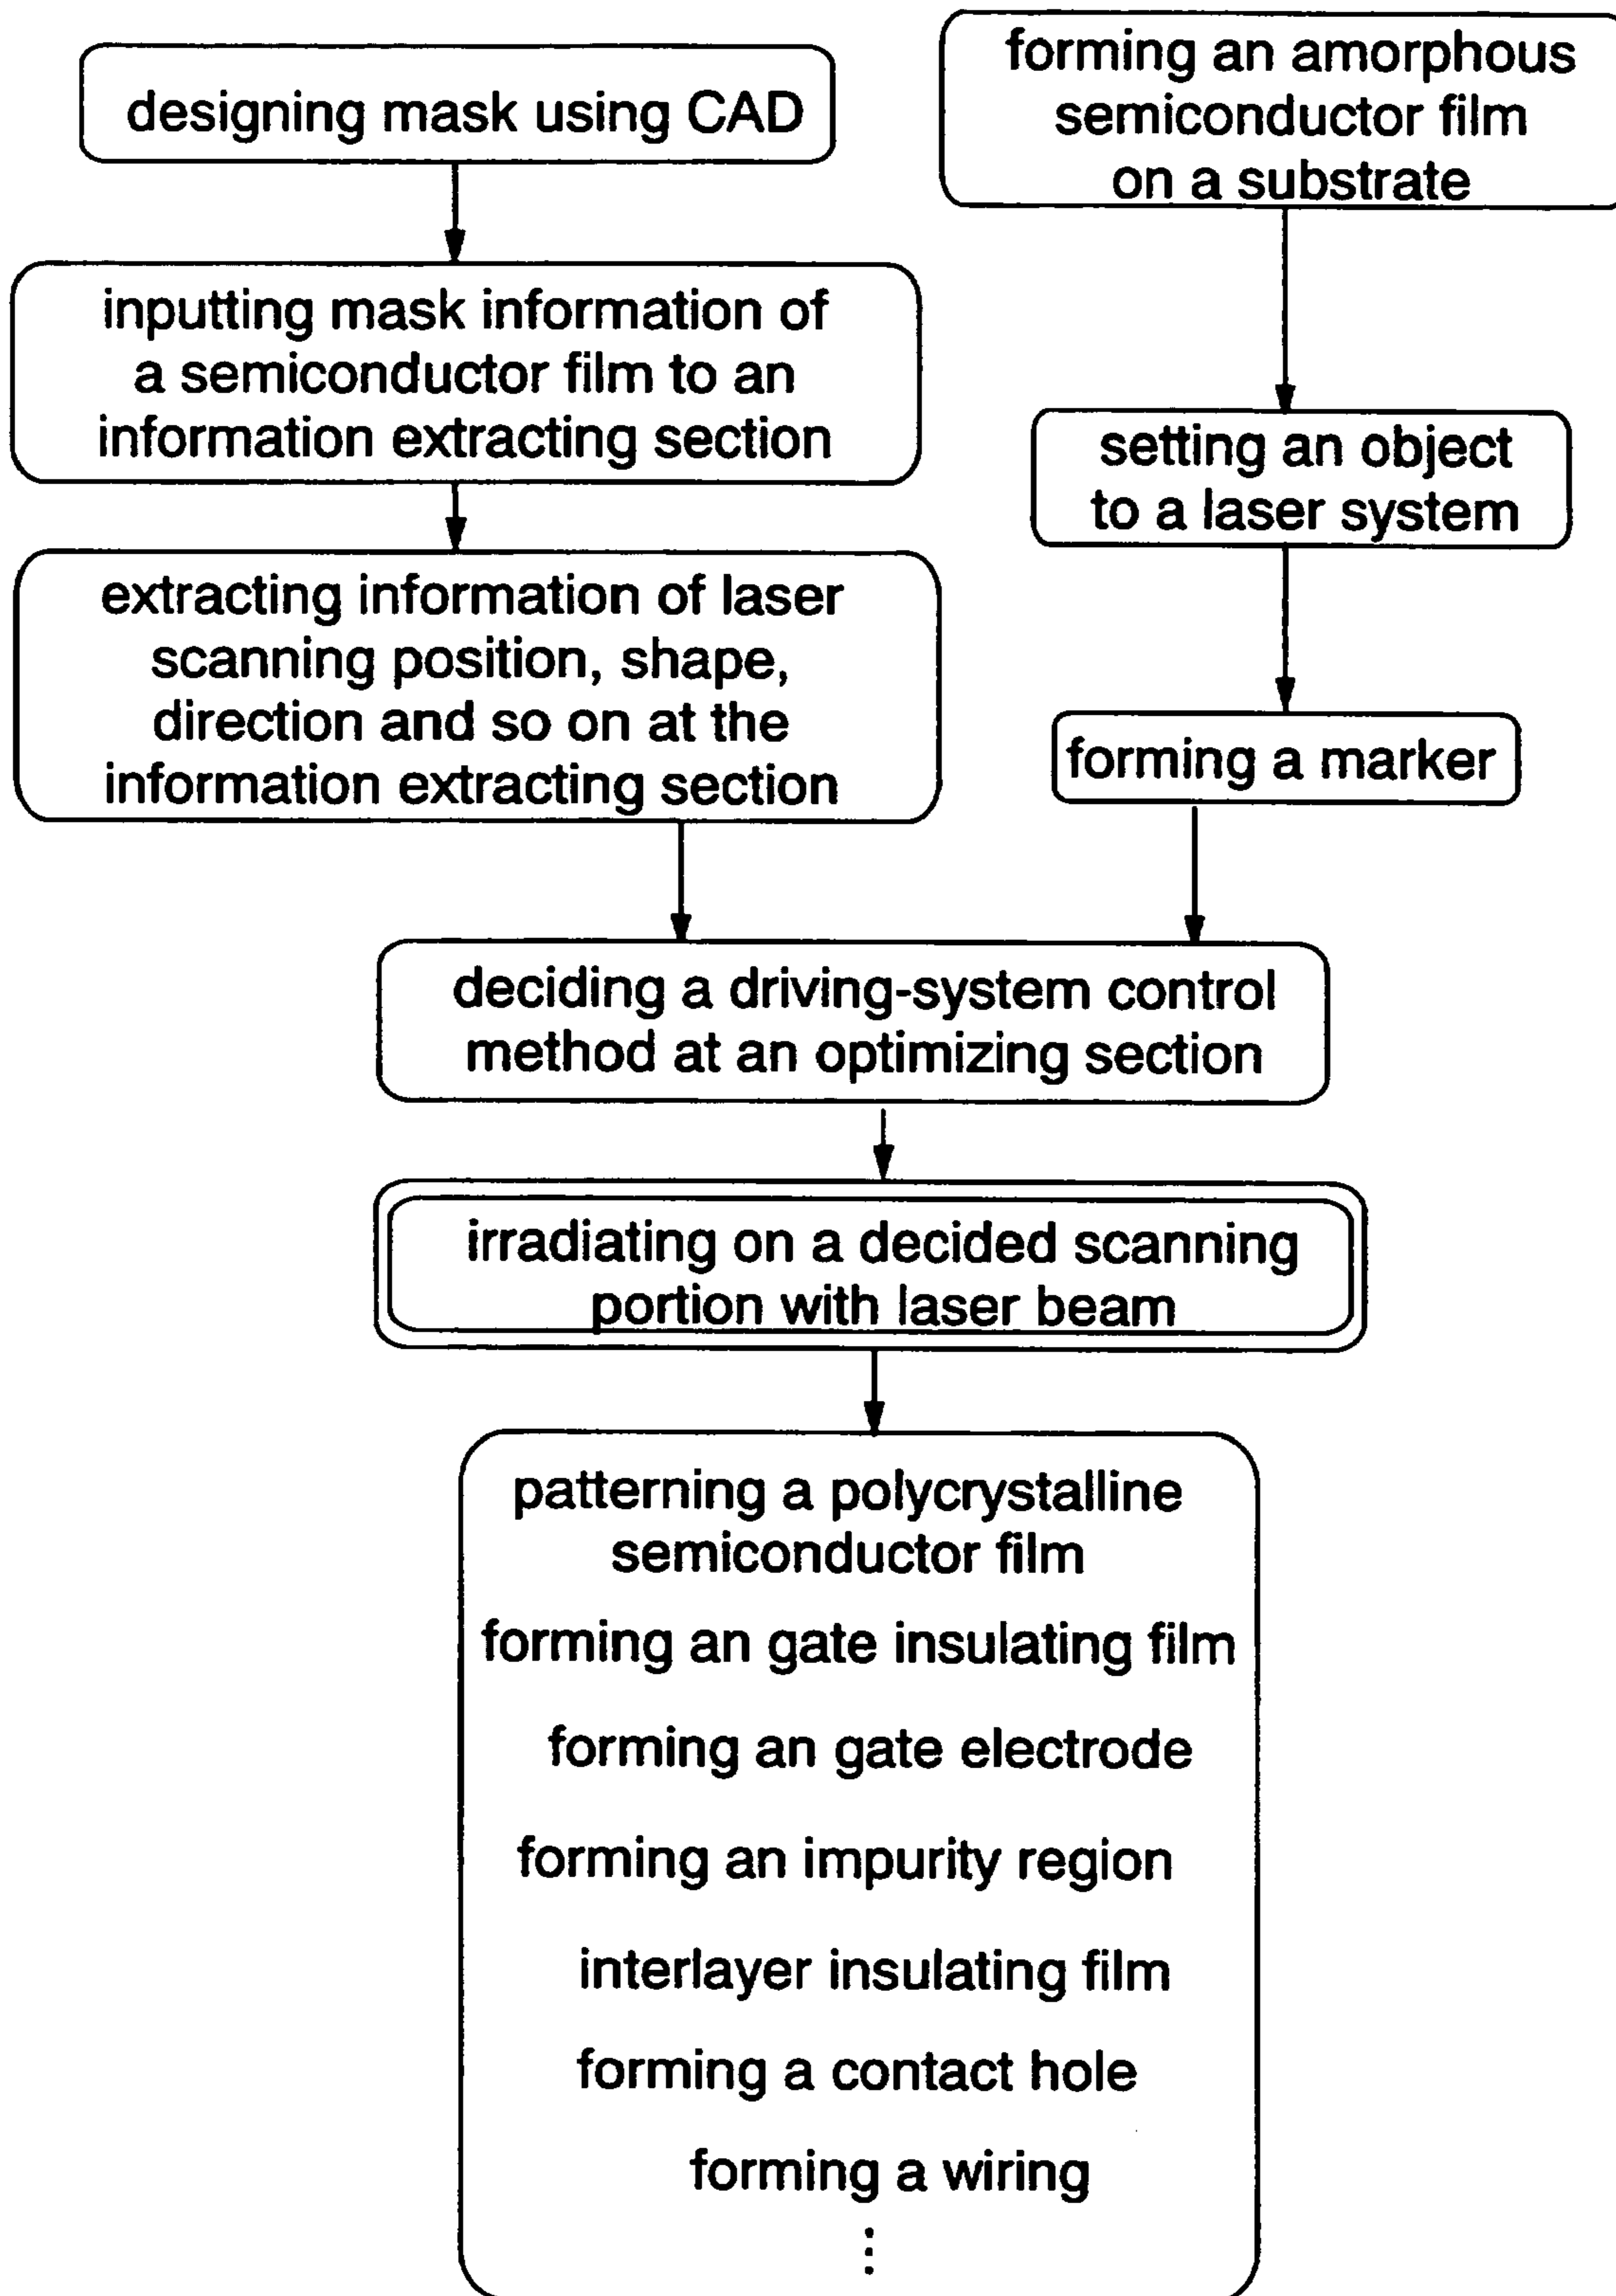 designing mask using CAD
inputting mask information of
a semiconductor film to an
information extracting section
extracting information of laser
scanning position, shape,
direction and so on at the
information extracting section
forming an amorphous
semiconductor film
on a substrate
setting an object
to a laser system
forming a marker
deciding a driving-system control
method at an optimizing section
irradiating on a decided scanning
portion with laser beam
patterning a polycrystalline
semiconductor film
forming an gate insulating film
forming an gate electrode
forming an impurity region
interlayer insulating film
forming a contact hole
forming a wiring
⋮